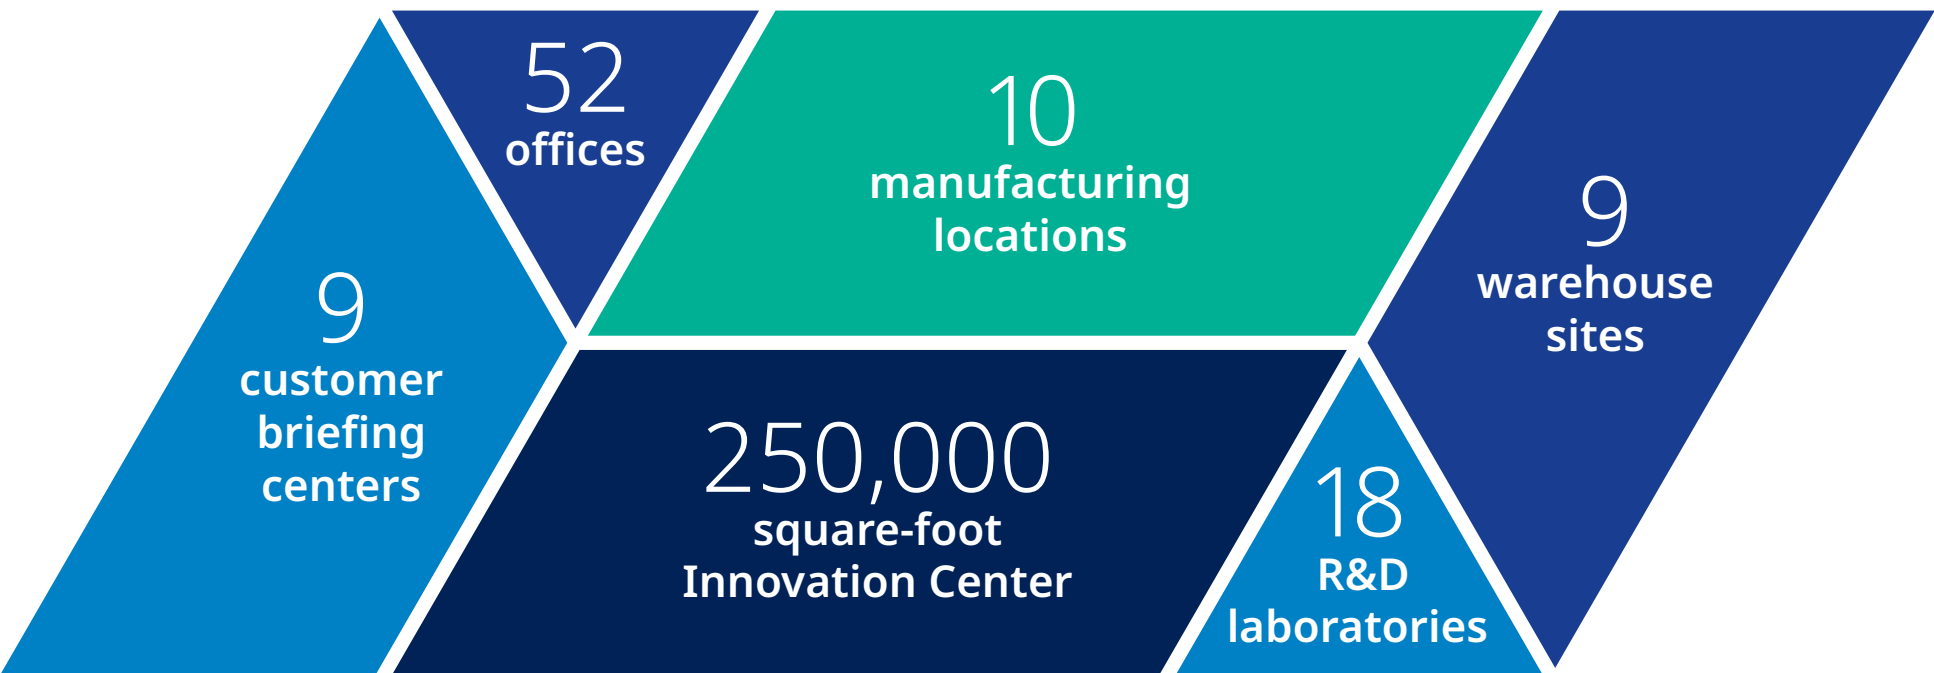 52
offices
10
manufacturing
locations
9
warehouse
sites
9
customer
briefing
centers
250,000
square-foot
Innovation Center
18
R&D
laboratories